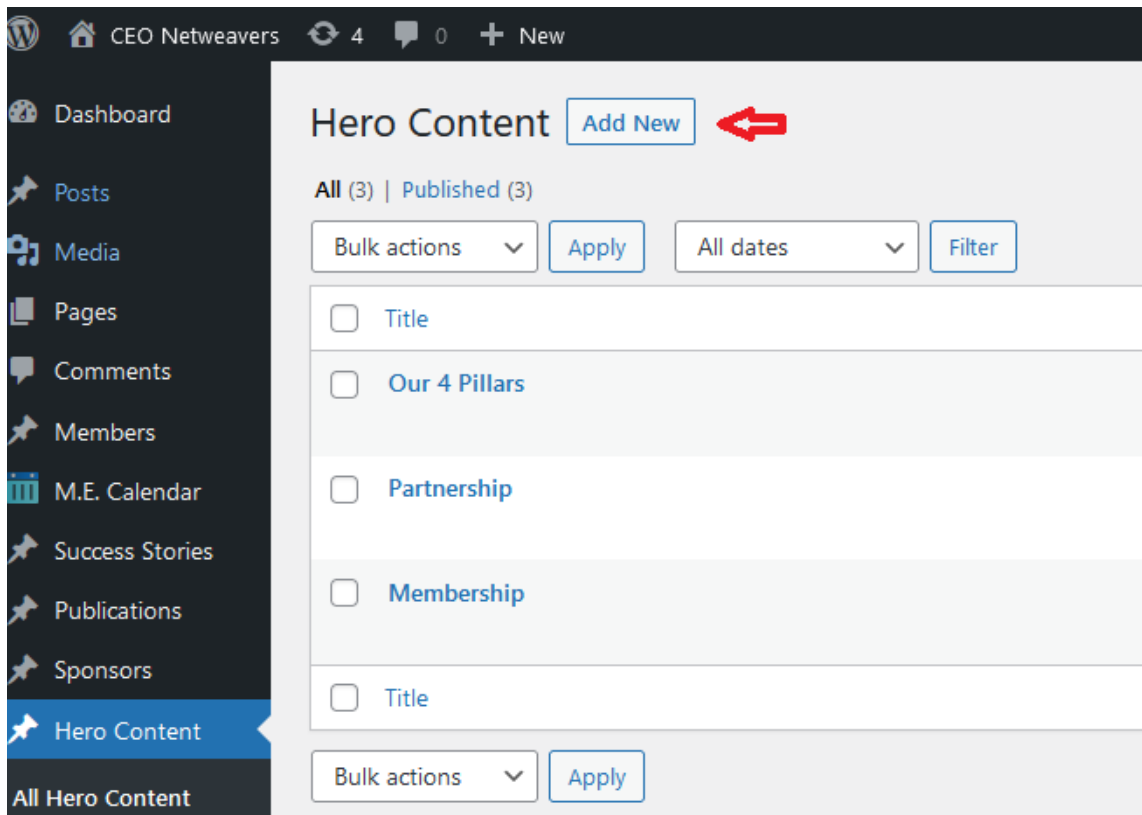 CEO Netweavers 4 0 New
Dashboard
Posts
Media
Pages
Comments
Members
M.E. Calendar
Success Stories
Publications
Sponsors
Hero Content
All Hero Content
Hero Content Add New
All (3) | Published (3)
Bulk actions Apply All dates Filter
Title
Our 4 Pillars
Partnership
Membership
Title
Bulk actions Apply